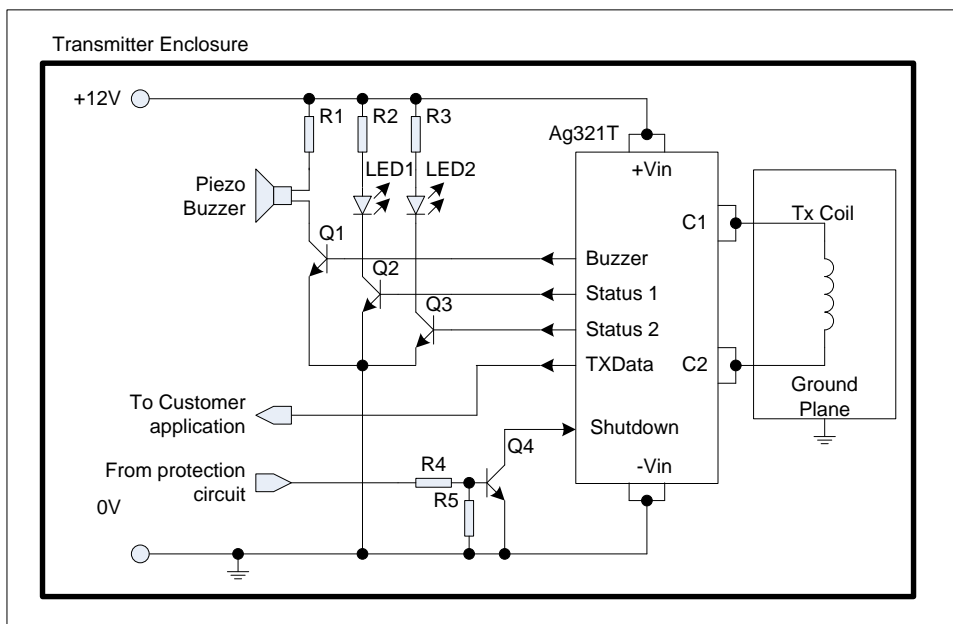 Transmitter Enclosure
+12V
R1
R2
R3
Ag321T
+Vin
LED1
LED2
Piezo
Buzzer
C1
Tx Coil
Q1
Buzzer
Q2
Status 1
Q3
Status 2
TXData
C2
To Customer
application
Ground
Plane
Q4
Shutdown
From protection
circuit
R4
-Vin
R5
0V